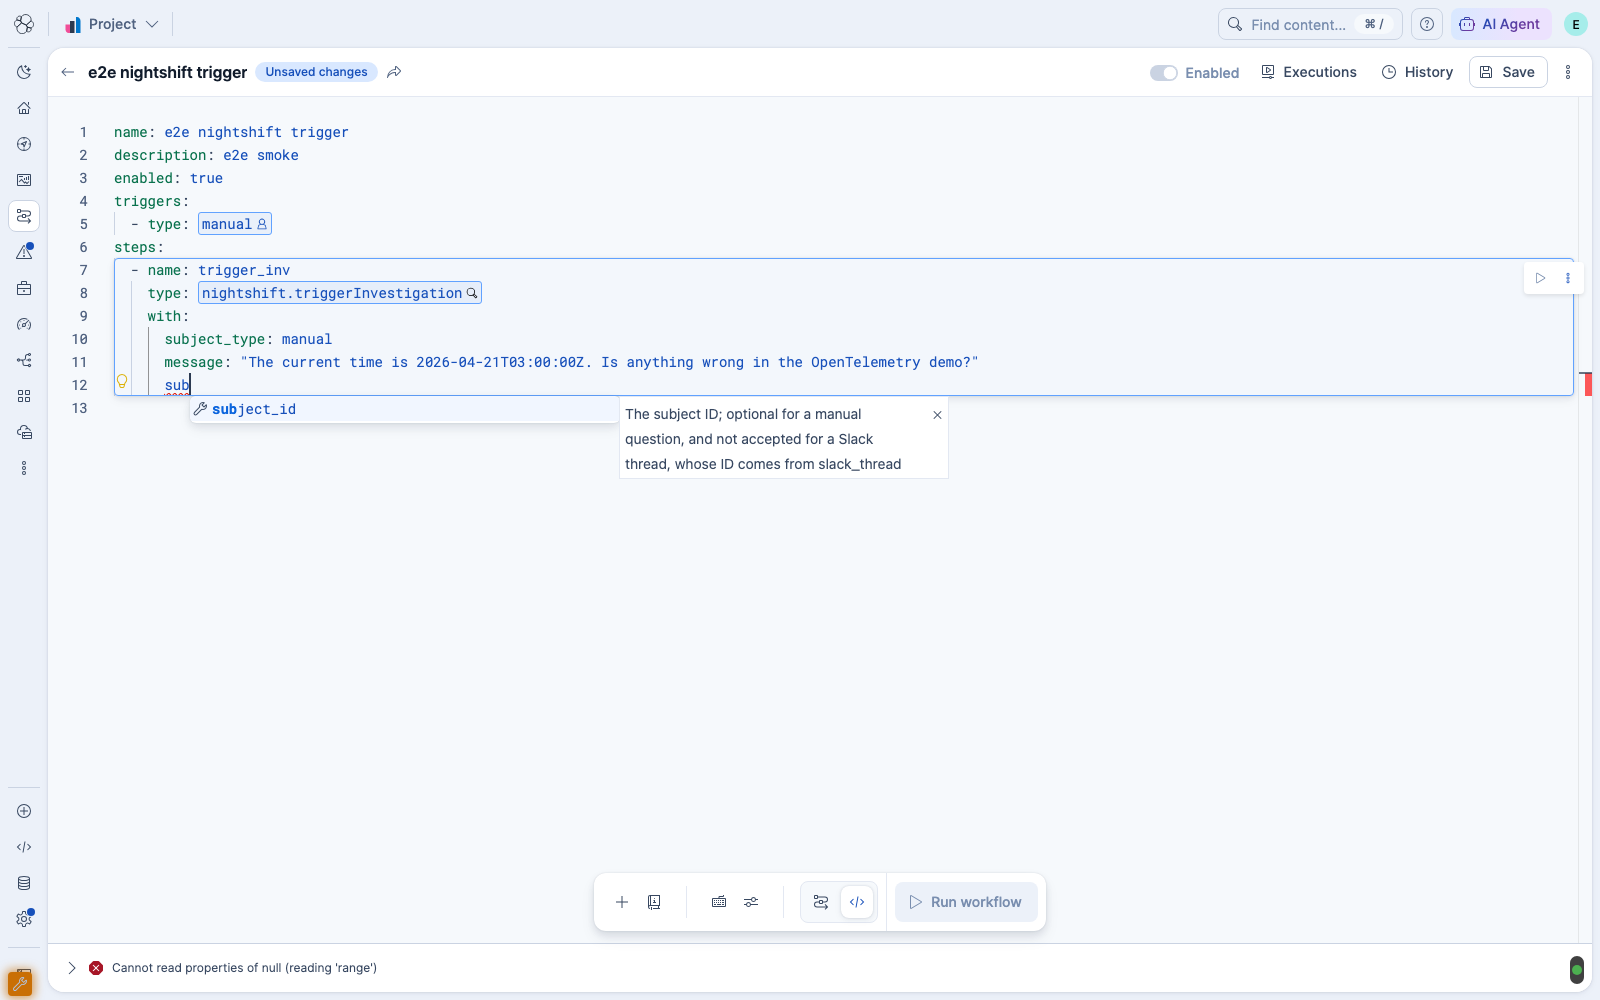 Project
Find content...
⌘ /
AI Agent
E
e2e nightshift trigger
Unsaved changes
Enabled
Executions
History
Save
1 name: e2e nightshift trigger
2 description: e2e smoke
3 enabled: true
4 triggers:
5 - type: manual
6 steps:
7 - name: trigger_inv
8 type: nightshift.triggerInvestigation
9 with:
10 subject_type: manual
11 message: "The current time is 2026-04-21T03:00:00Z. Is anything wrong in the OpenTelemetry demo?"
12 sub
13
subject_id
The subject ID; optional for a manual
question, and not accepted for a Slack
thread, whose ID comes from slack_thread
Run workflow
Cannot read properties of null (reading 'range')